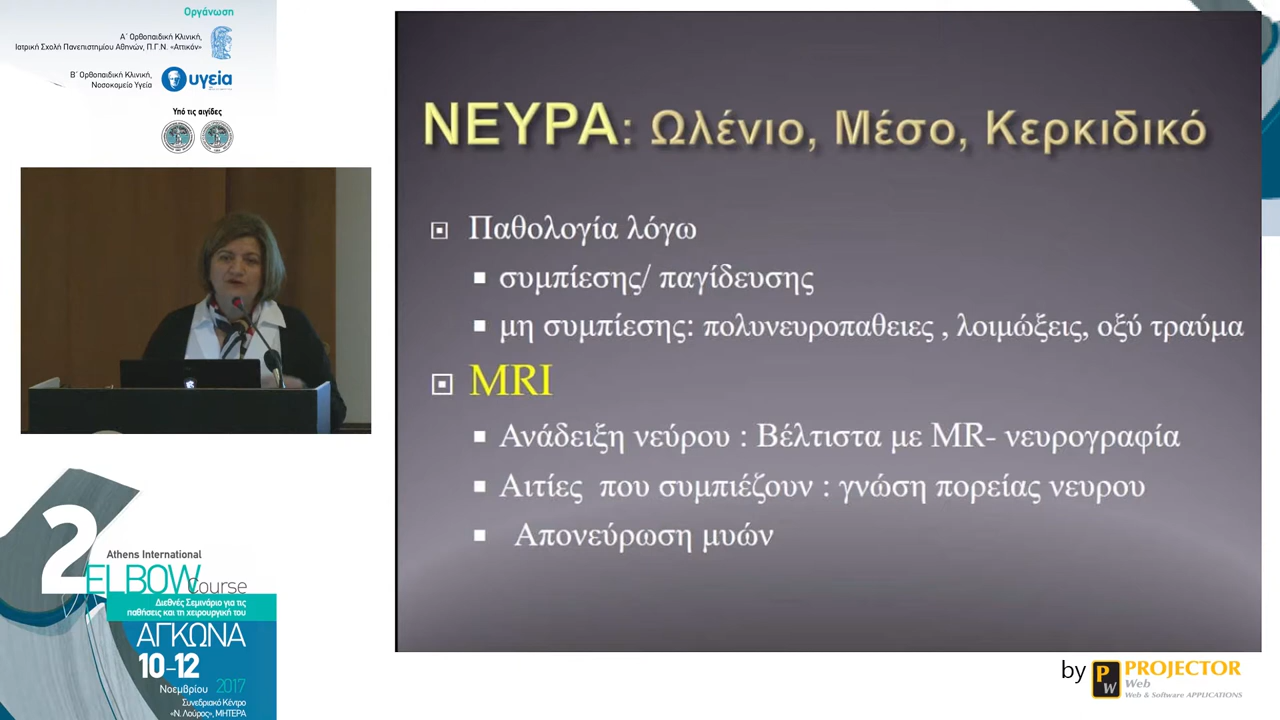 Οργάνωση
Α΄ Ορθοπαιδική Κλινική,
Ιατρική Σχολή Πανεπιστημίου Αθηνών, Π.Γ.Ν. «Αττικόν»
Β΄ Ορθοπαιδική Κλινική,
Νοσοκομείο Υγεία
υγεία
Υπό τις αιγίδες
ΝΕΥΡΑ: Ωλένιο, Μέσο, Κερκιδικό
Παθολογία λόγω
συμπίεσης/ παγίδευσης
μη συμπίεσης: πολυνευροπαθειες , λοιμώξεις, οξύ τραύμα
MRI
Ανάδειξη νεύρου : Βέλτιστα με MR- νευρογραφία
Αιτίες που συμπιέζουν : γνώση πορείας νευρου
Απονεύρωση μυών
2
Athens International
ELBOW Course
Διεθνές Σεμινάριο για τις
παθήσεις και τη χειρουργική του
ΑΓΚΩΝΑ
10-12
Νοεμβρίου 2017
Συνεδριακό Κέντρο
«Ν. Λούρος», ΜΗΤΕΡΑ
by PW PROJECTOR
Web
Web & Software APPLICATIONS